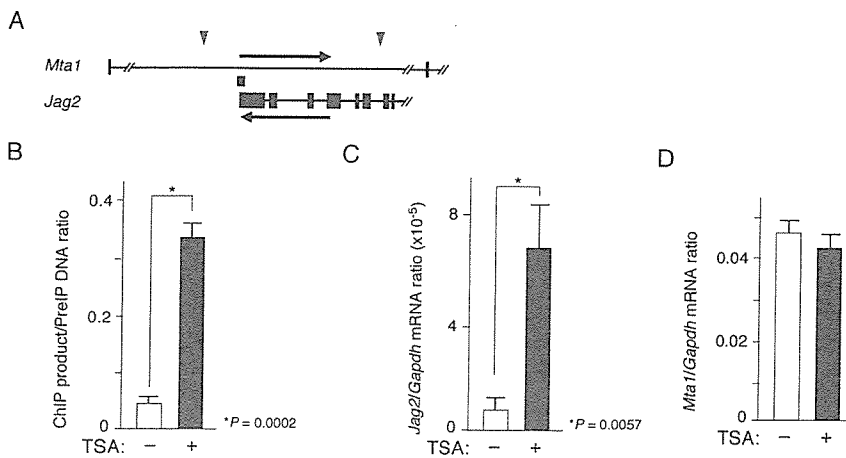 A
Mta1
Jag2
B
ChIP product/PreIP DNA ratio
0.4
0.2
0
*
TSA: – +
*P = 0.0002
C
Jag2/Gapdh mRNA ratio (x10-5)
8
4
0
*
TSA: – +
*P = 0.0057
D
Mta1/Gapdh mRNA ratio
0.04
0.02
0
TSA: – +